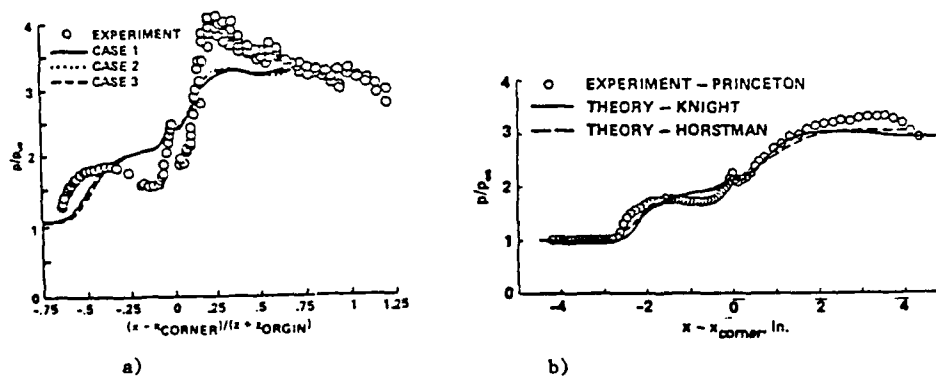 4
3
2
1
0
p/p∞
EXPERIMENT
CASE 1
CASE 2
CASE 3
-.75 -.5 -.25 0 .25 .5 .75 1.00 1.25
(x - xCORNER)/(z + zORGIN)
a)
EXPERIMENT - PRINCETON
THEORY - KNIGHT
THEORY - HORSTMAN
4
3
2
1
0
p/p∞
-4 -2 0 2 4
x - xcorner, In.
b)